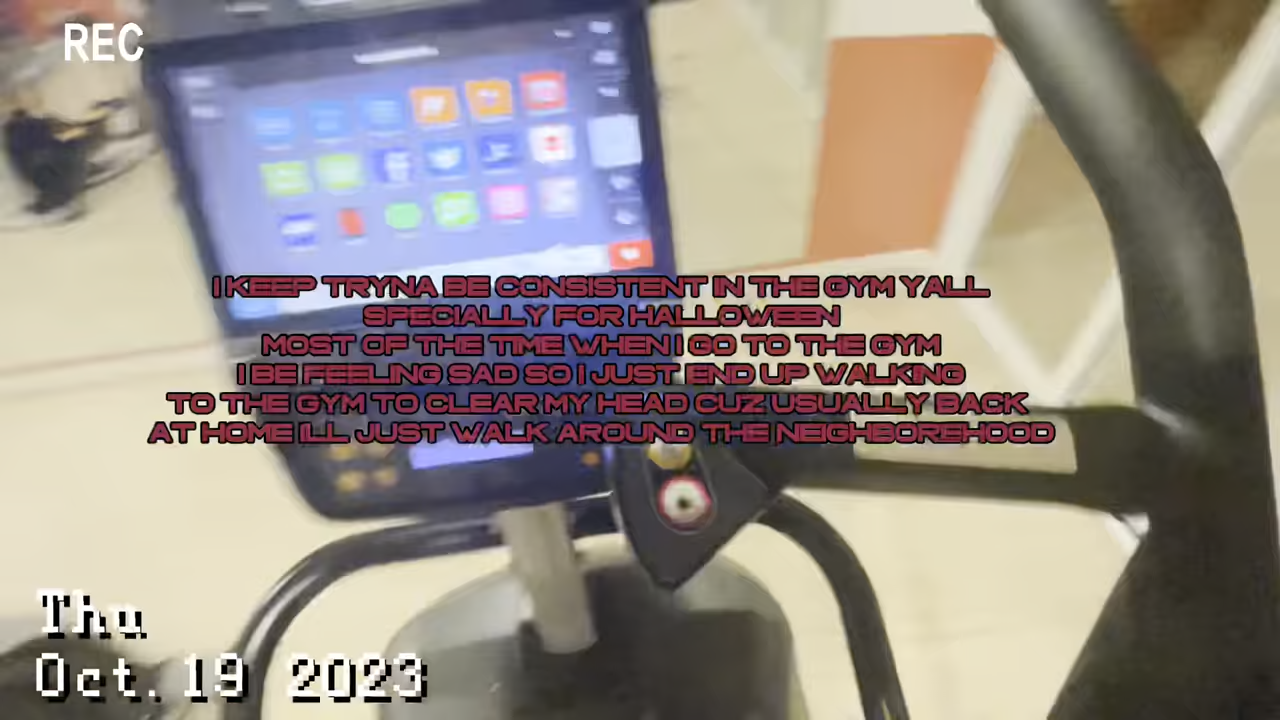 REC
I KEEP TRYNA BE CONSISTENT IN THE GYM YALL
SPECIALLY FOR HALLOWEEN
MOST OF THE TIME WHEN I GO TO THE GYM
I BE FEELING SAD SO I JUST END UP WALKING
TO THE GYM TO CLEAR MY HEAD CUZ USUALLY BACK
AT HOME ILL JUST WALK AROUND THE NEIGHBOREHOOD
Thu
Oct. 19 2023